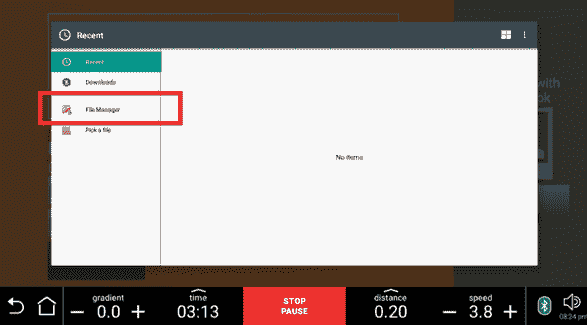 Recent
Recent
Downloads
File Manager
Pick a file
No items
with
ok
gradient
0.0
time
03:13
STOP
PAUSE
distance
0.20
speed
3.8
08:24 pm